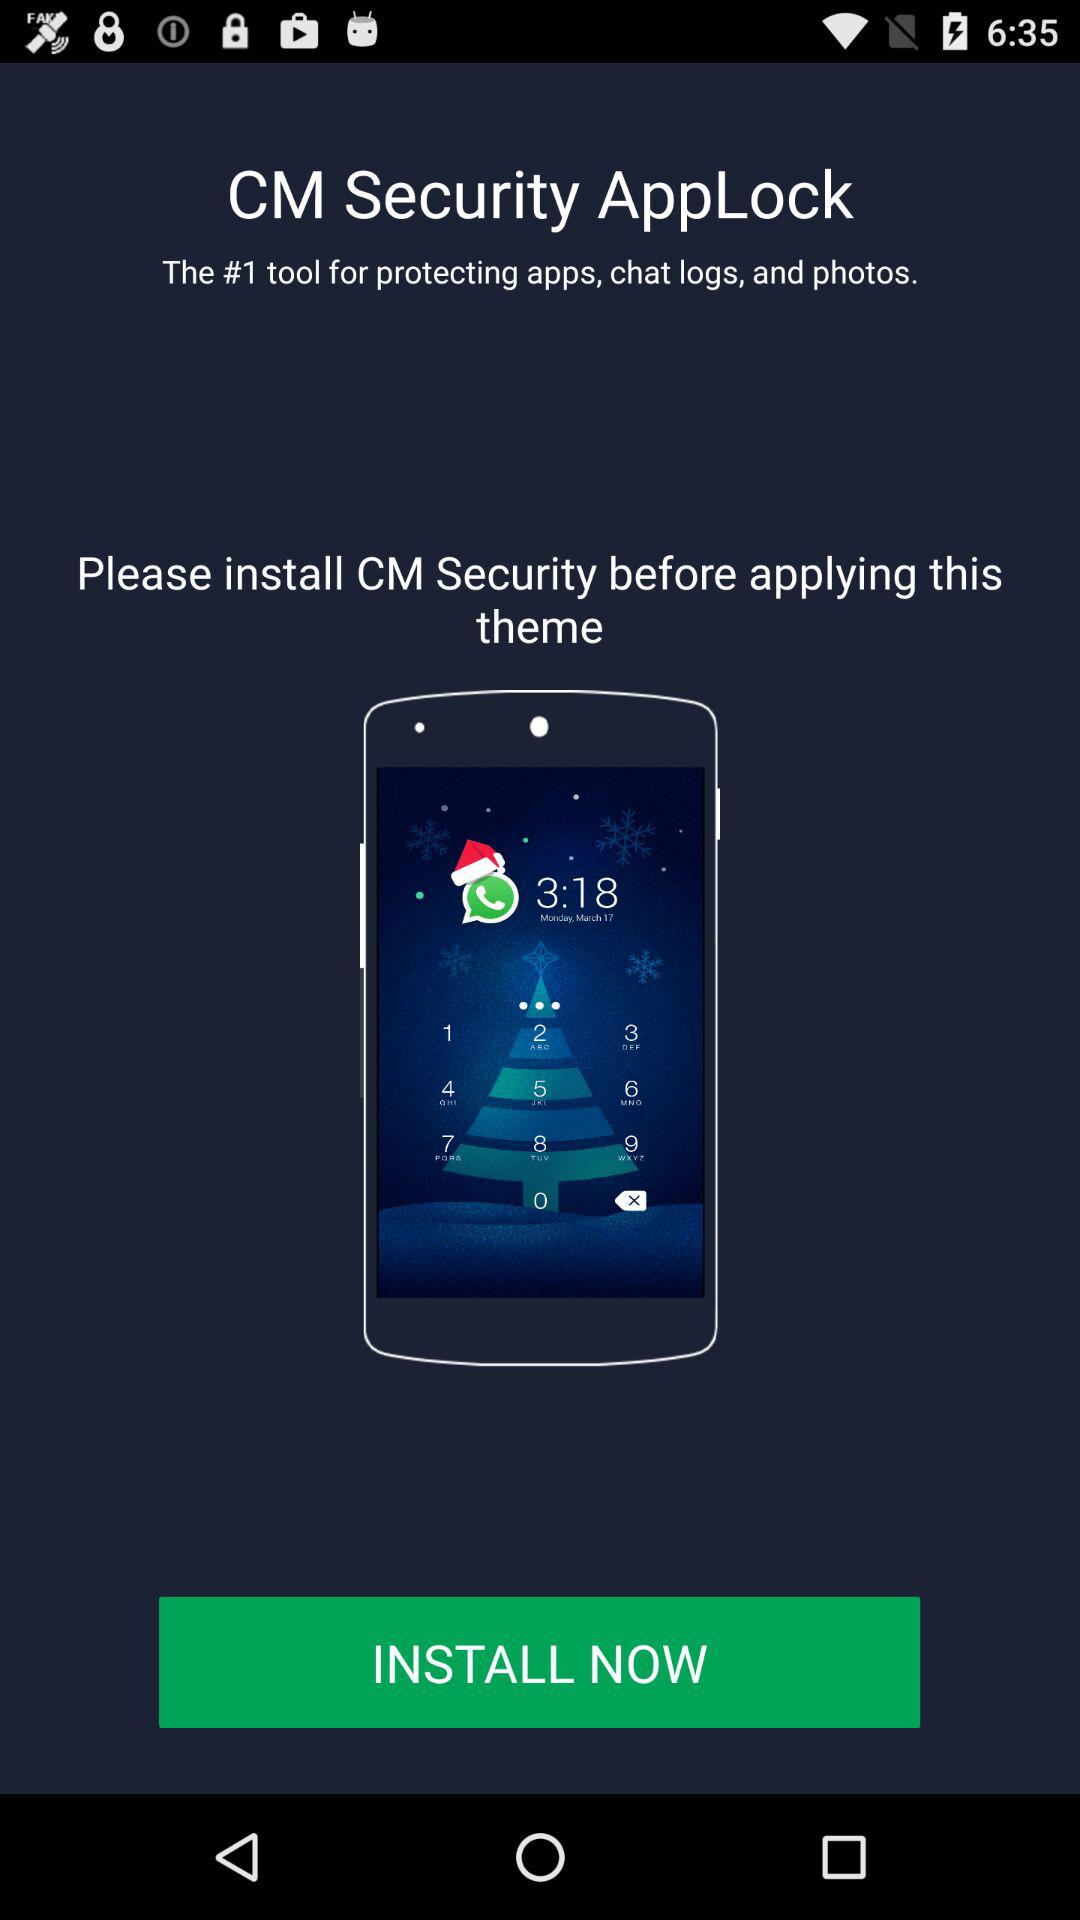 FAKE 6:35
CM Security AppLock
The #1 tool for protecting apps, chat logs, and photos.
Please install CM Security before applying this
theme
3:18
Monday, March 17
1 2 3
ABC DEF
4 5 6
GHI JKL MNO
7 8 9
PQRS TUV WXYZ
0
INSTALL NOW